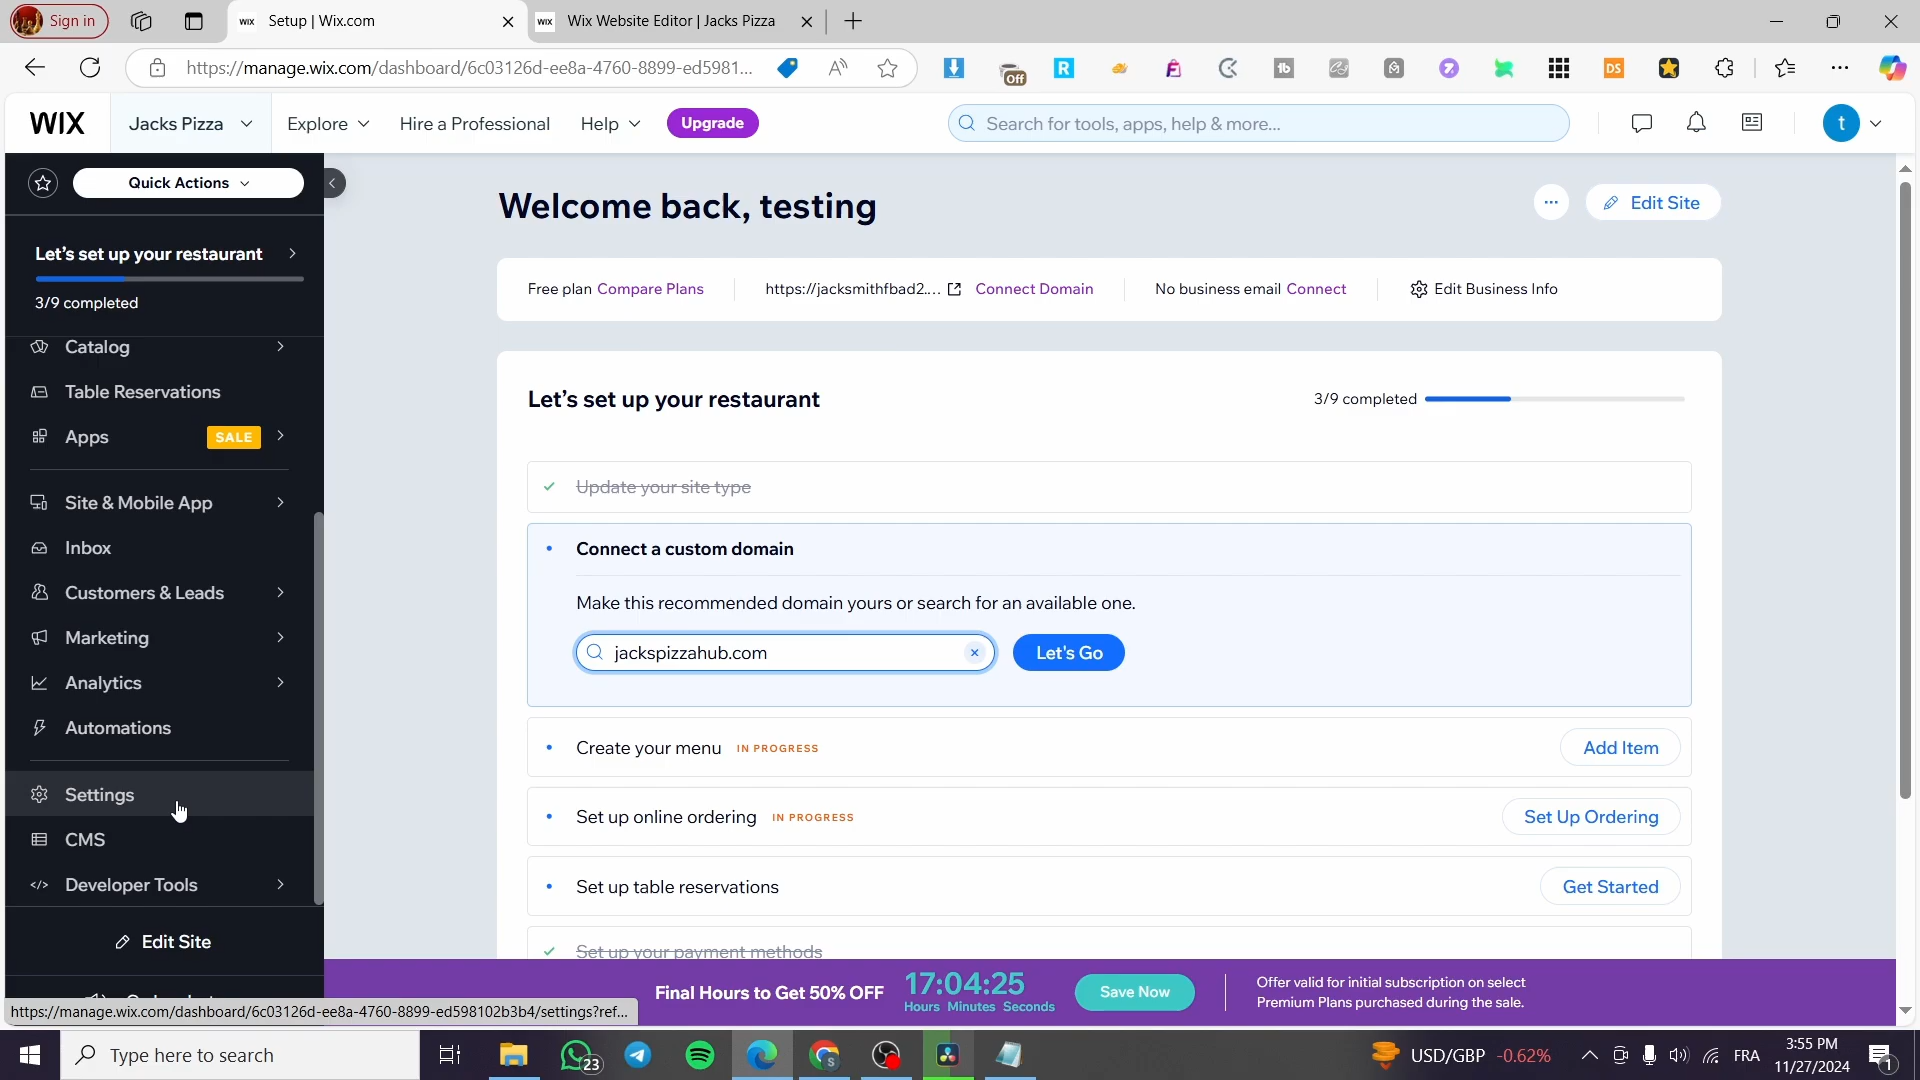 Sign in
WIX Setup | Wix.com
WIX Wix Website Editor | Jacks Pizza
https://manage.wix.com/dashboard/6c03126d-ee8a-4760-8899-ed5981...
Off
R
tb
DS
WIX
Jacks Pizza
Explore
Hire a Professional
Help
Upgrade
Search for tools, apps, help & more...
t
Quick Actions
Let's set up your restaurant
3/9 completed
Catalog
Table Reservations
Apps SALE
Site & Mobile App
Inbox
Customers & Leads
Marketing
Analytics
Automations
Settings
CMS
Developer Tools
Edit Site
https://manage.wix.com/dashboard/6c03126d-ee8a-4760-8899-ed598102b3b4/settings?ref...
Welcome back, testing
Edit Site
Free plan Compare Plans
https://jacksmithfbad2.... Connect Domain
No business email Connect
Edit Business Info
Let's set up your restaurant
3/9 completed
Update your site type
Connect a custom domain
Make this recommended domain yours or search for an available one.
jackspizzahub.com
Let's Go
Create your menu IN PROGRESS
Add Item
Set up online ordering IN PROGRESS
Set Up Ordering
Set up table reservations
Get Started
Set up your payment methods
Final Hours to Get 50% OFF
17:04:25
Hours Minutes Seconds
Save Now
Offer valid for initial subscription on select
Premium Plans purchased during the sale.
Type here to search
23
S
USD/GBP -0.62%
FRA
3:55 PM
11/27/2024
1